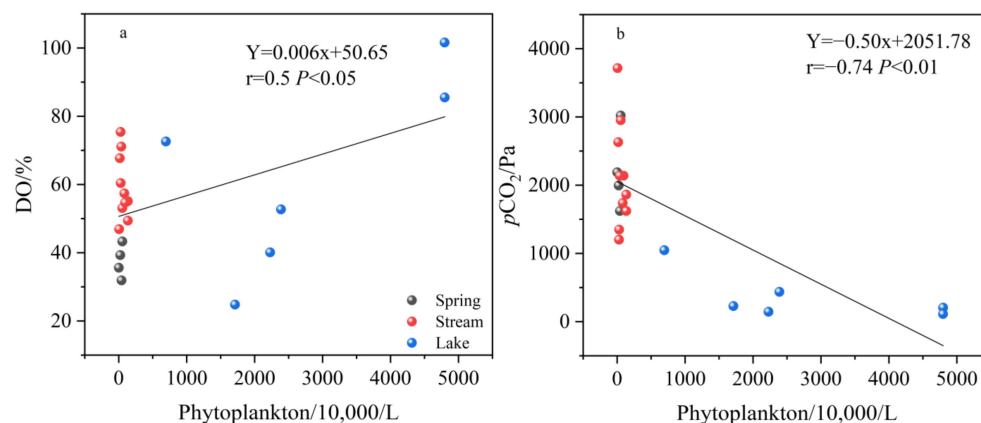 a
Y=0.006x+50.65
r=0.5 P<0.05
DO/%
100
80
60
40
20
Spring
Stream
Lake
0
1000
2000
3000
4000
5000
Phytoplankton/10,000/L
b
Y=−0.50x+2051.78
r=−0.74 P<0.01
pCO2/Pa
4000
3000
2000
1000
0
0
1000
2000
3000
4000
5000
Phytoplankton/10,000/L